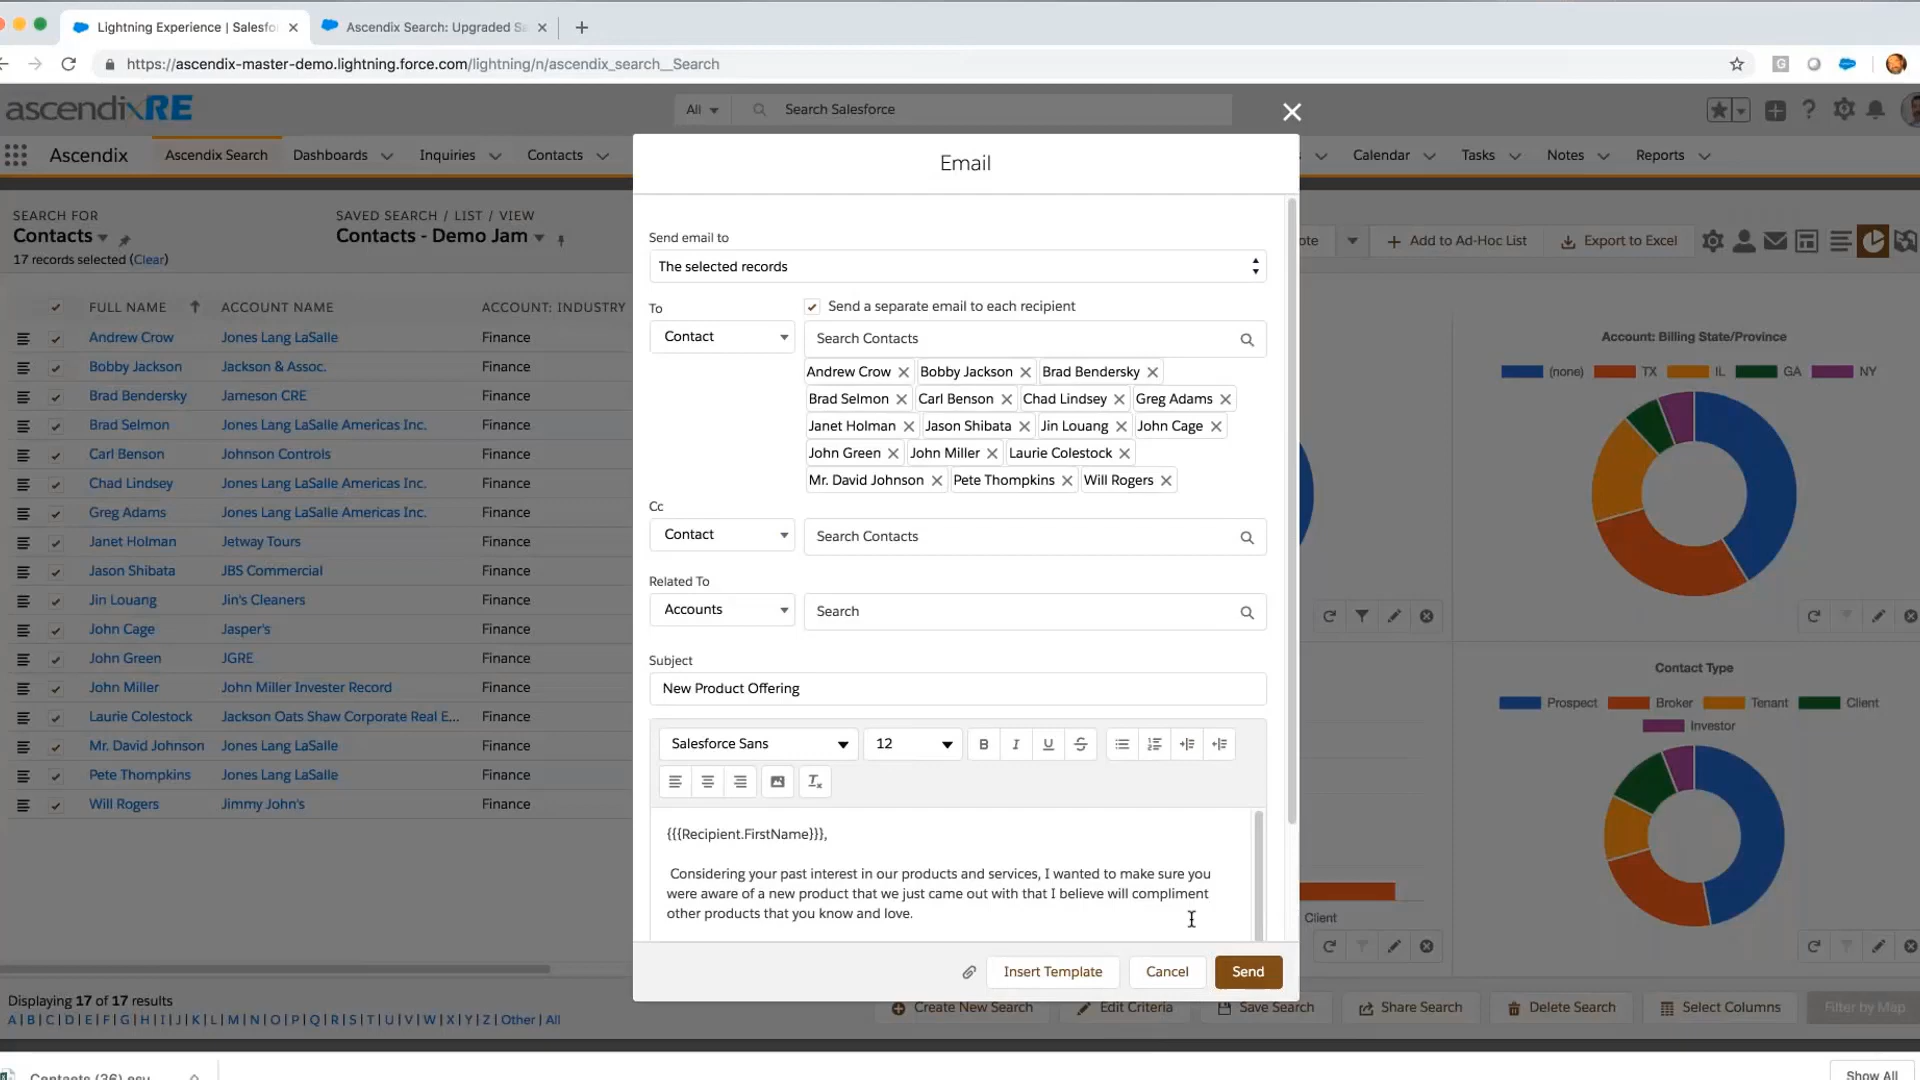 Lightning Experience | Salesfo
Ascendix Search: Upgraded Sa
https://ascendix-master-demo.lightning.force.com/lightning/n/ascendix_search__Search
ascendixRE
All
Search Salesforce
Ascendix
Ascendix Search
Dashboards
Inquiries
Contacts
Calendar
Tasks
Notes
Reports
SEARCH FOR
Contacts
17 records selected (Clear)
SAVED SEARCH / LIST / VIEW
Contacts - Demo Jam
Add to Ad-Hoc List
Export to Excel
FULL NAME ACCOUNT NAME ACCOUNT: INDUSTRY
Andrew Crow Jones Lang LaSalle Finance
Bobby Jackson Jackson & Assoc. Finance
Brad Bendersky Jameson CRE Finance
Brad Selmon Jones Lang LaSalle Americas Inc. Finance
Carl Benson Johnson Controls Finance
Chad Lindsey Jones Lang LaSalle Americas Inc. Finance
Greg Adams Jones Lang LaSalle Americas Inc. Finance
Janet Holman Jetway Tours Finance
Jason Shibata JBS Commercial Finance
Jin Louang Jin's Cleaners Finance
John Cage Jasper's Finance
John Green JGRE Finance
John Miller John Miller Invester Record Finance
Laurie Colestock Jackson Oats Shaw Corporate Real E... Finance
Mr. David Johnson Jones Lang LaSalle Finance
Pete Thompkins Jones Lang LaSalle Finance
Will Rogers Jimmy John's Finance
Email
Send email to
The selected records
To
Send a separate email to each recipient
Contact
Search Contacts
Andrew Crow Bobby Jackson Brad Bendersky
Brad Selmon Carl Benson Chad Lindsey Greg Adams
Janet Holman Jason Shibata Jin Louang John Cage
John Green John Miller Laurie Colestock
Mr. David Johnson Pete Thompkins Will Rogers
Cc
Contact
Search Contacts
Related To
Accounts
Search
Subject
New Product Offering
Salesforce Sans
12
{{{Recipient.FirstName}}},
Considering your past interest in our products and services, I wanted to make sure you
were aware of a new product that we just came out with that I believe will compliment
other products that you know and love.
Insert Template
Cancel
Send
Account: Billing State/Province
(none) TX IL GA NY
Contact Type
Prospect Broker Tenant Client
Investor
Client
Displaying 17 of 17 results
A | B | C | D | E | F | G | H | I | J | K | L | M | N | O | P | Q | R | S | T | U | V | W | X | Y | Z | Other | All
Create New Search
Edit Criteria
Save Search
Share Search
Delete Search
Select Columns
Filter by Map
Contacts (36).csv
Show All